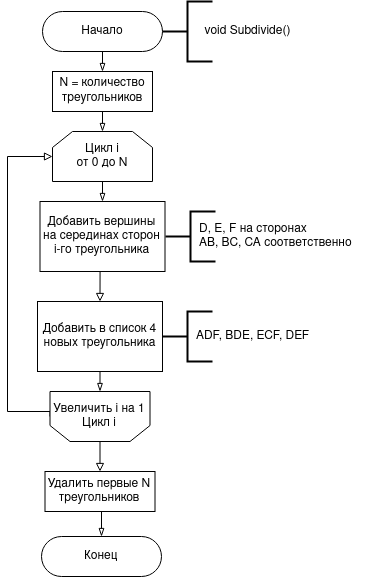 Начало
void Subdivide()
N = количество
треугольников
Цикл i
от 0 до N
Добавить вершины
на серединах сторон
i-го треугольника
D, E, F на сторонах
AB, BC, CA соответственно
Добавить в список 4
новых треугольника
ADF, BDE, ECF, DEF
Увеличить i на 1
Цикл i
Удалить первые N
треугольников
Конец